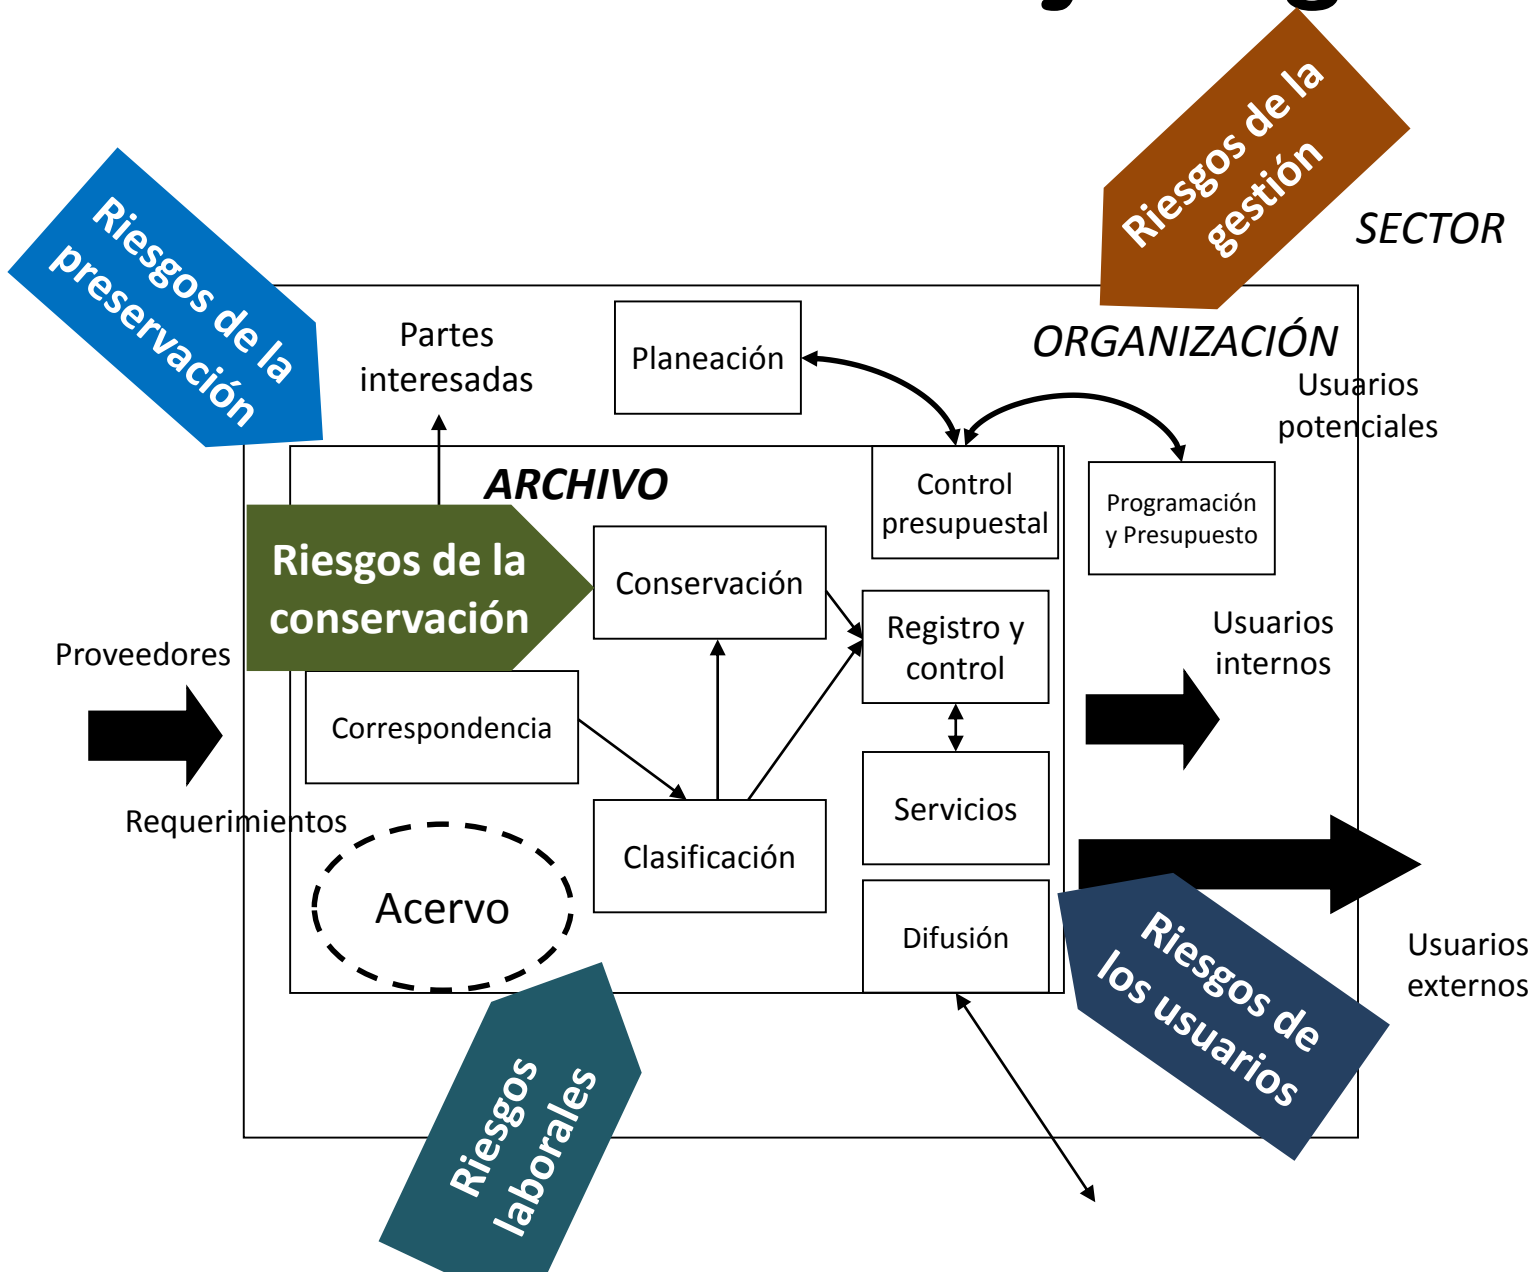 Riesgos de la
gestión
SECTOR
Riesgos de la
preservación
ORGANIZACIÓN
Partes
interesadas
Planeación
Usuarios
potenciales
ARCHIVO
Control
presupuestal
Programación
y Presupuesto
Riesgos de la
conservación
Conservación
Registro y
control
Usuarios
internos
Proveedores
Correspondencia
Requerimientos
Servicios
Clasificación
Acervo
Difusión
Riesgos de
los usuarios
Usuarios
externos
Riesgos
laborales